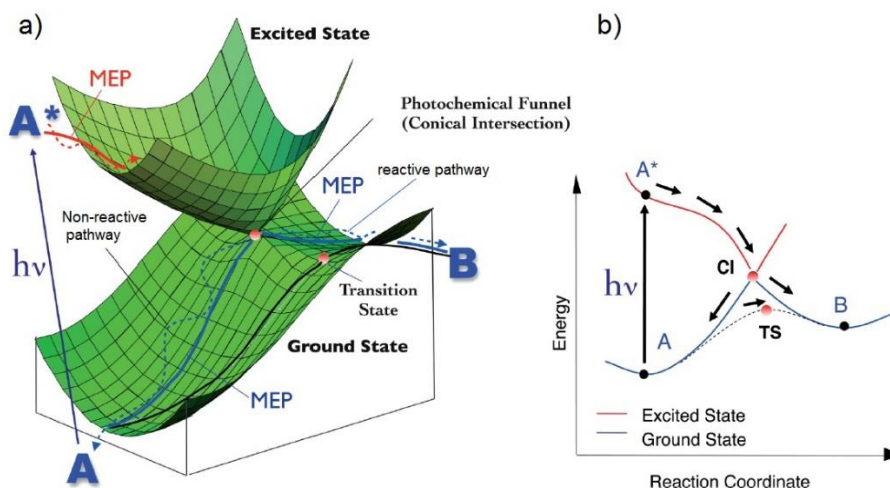 a)
Excited State
MEP
A*
Photochemical Funnel
(Conical Intersection)
reactive pathway
MEP
Non-reactive
pathway
hν
B
Transition
State
Ground State
MEP
A
b)
A*
CI
hν
B
A
TS
Energy
Excited State
Ground State
Reaction Coordinate